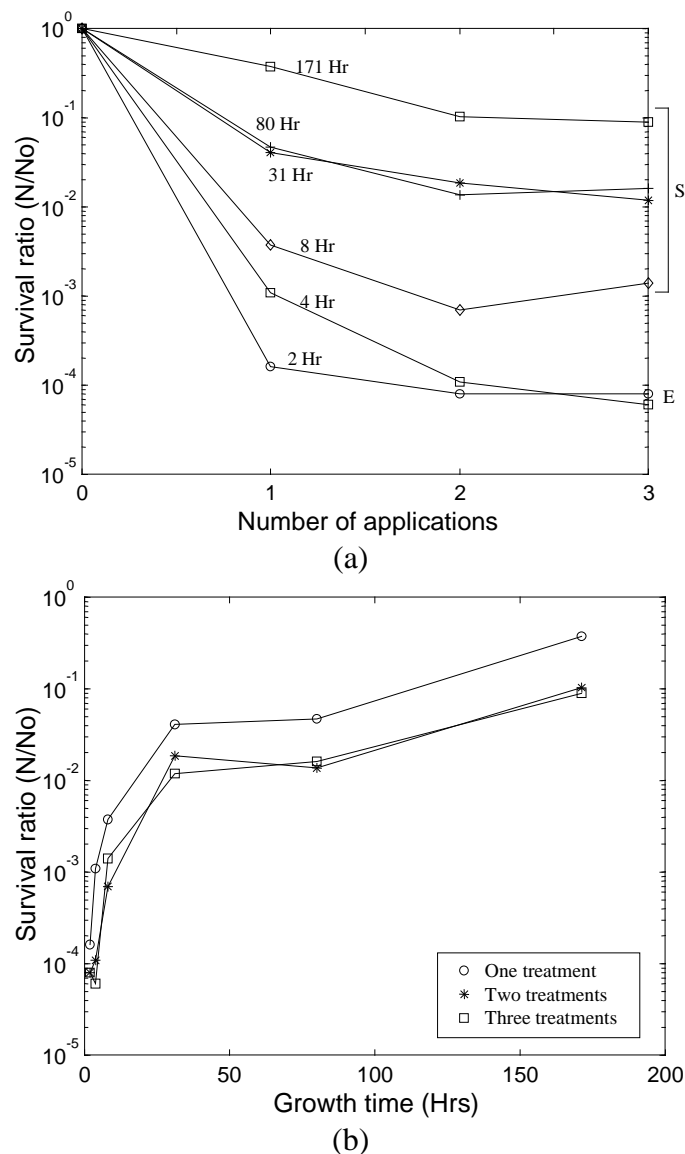 10^0
10^-1
10^-2
10^-3
10^-4
10^-5
Survival ratio (N/No)
171 Hr
80 Hr
31 Hr
8 Hr
4 Hr
2 Hr
S
E
0 1 2 3
Number of applications
(a)
10^0
10^-1
10^-2
10^-3
10^-4
10^-5
Survival ratio (N/No)
One treatment
Two treatments
Three treatments
0 50 100 150 200
Growth time (Hrs)
(b)